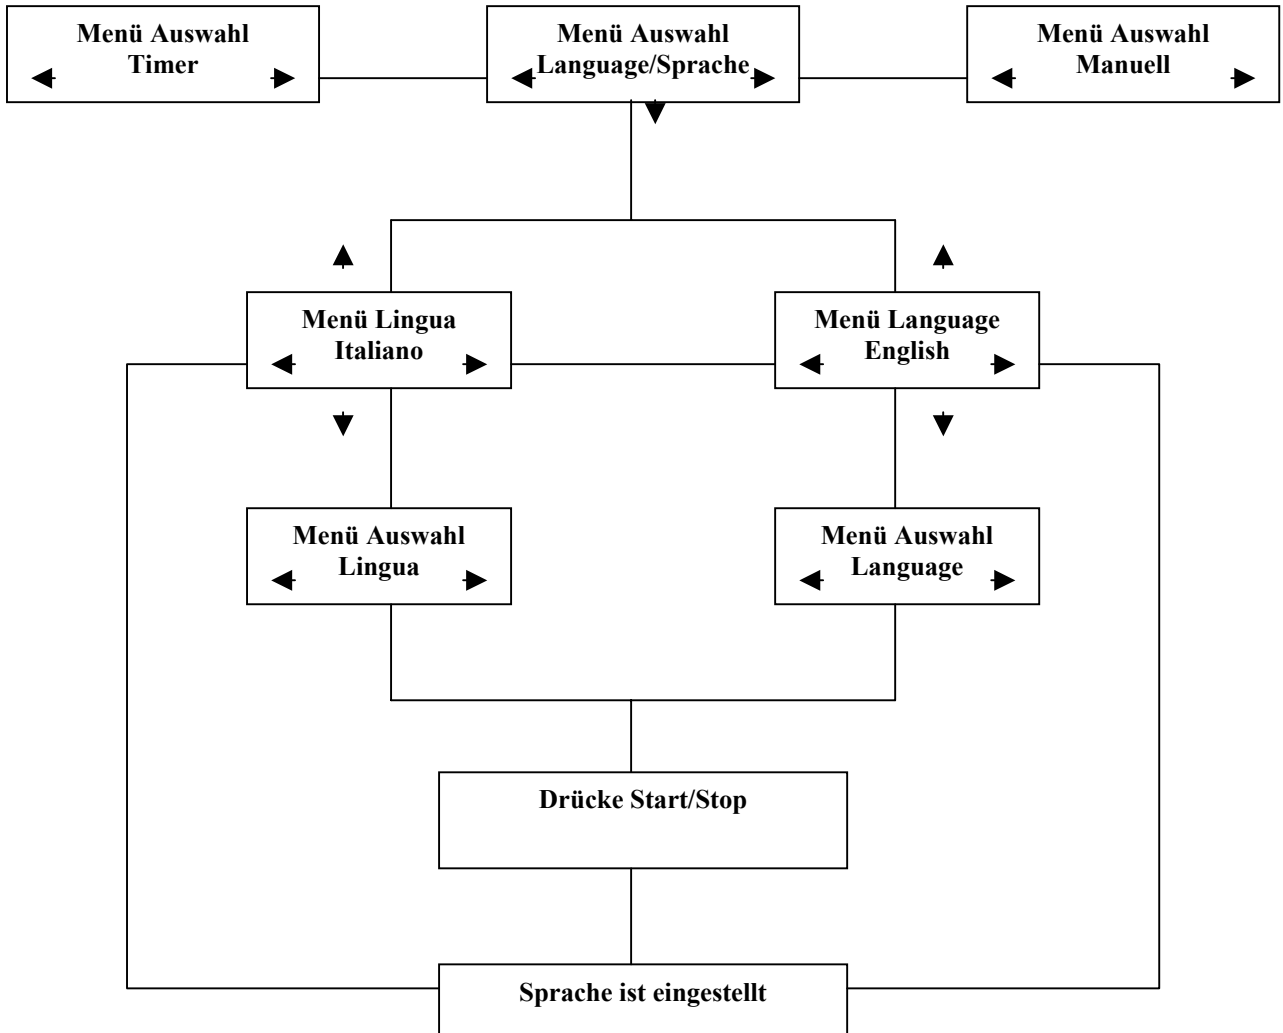 Menü Auswahl
Timer
Menü Auswahl
Language/Sprache
Menü Auswahl
Manuell
Menü Lingua
Italiano
Menü Language
English
Menü Auswahl
Lingua
Menü Auswahl
Language
Drücke Start/Stop
Sprache ist eingestellt